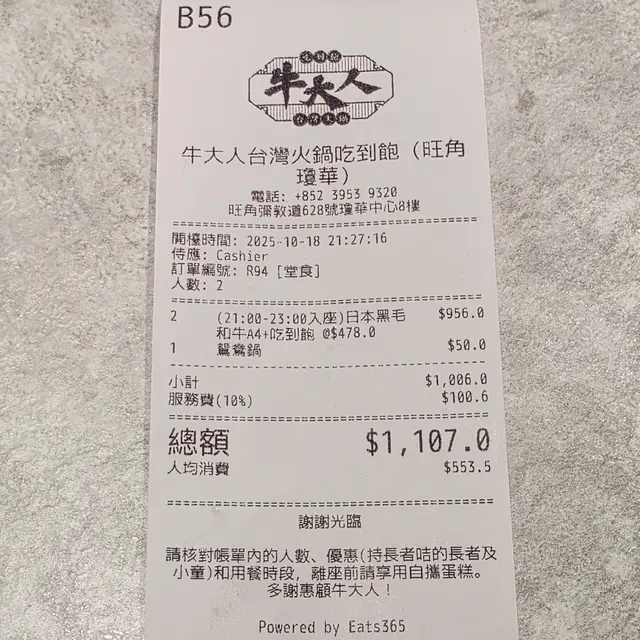 B56
牛大人
台灣火鍋
牛大人台灣火鍋吃到飽（旺角
瓊華）
電話: +852 3953 9320
旺角彌敦道628號瓊華中心8樓
開檯時間: 2025-10-18 21:27:16
侍應: Cashier
訂單編號: R94 [堂食]
人數: 2
2 (21:00-23:00入座)日本黑毛 $956.0
和牛A4+吃到飽 @$478.0
1 鴛鴦鍋 $50.0
小計 $1,006.0
服務費(10%) $100.6
總額 $1,107.0
人均消費 $553.5
謝謝光臨
請核對帳單內的人數、優惠(持長者咭的長者及
小童)和用餐時段，離座前請享用自攜蛋糕。
多謝惠顧牛大人！
Powered by Eats365